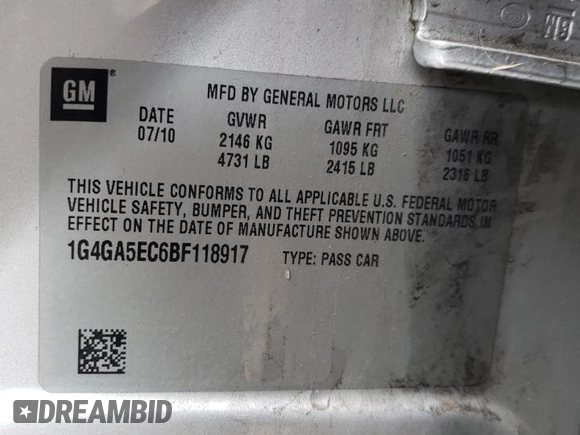 GM
MFD BY GENERAL MOTORS LLC
DATE GVWR GAWR FRT GAWR RR
07/10 2146 KG 1095 KG 1051 KG
4731 LB 2415 LB 2316 LB
THIS VEHICLE CONFORMS TO ALL APPLICABLE U.S. FEDERAL MOTOR
VEHICLE SAFETY, BUMPER, AND THEFT PREVENTION STANDARDS IN
EFFECT ON THE DATE OF MANUFACTURE SHOWN ABOVE.
1G4GA5EC6BF118917 TYPE: PASS CAR
DREAMBID